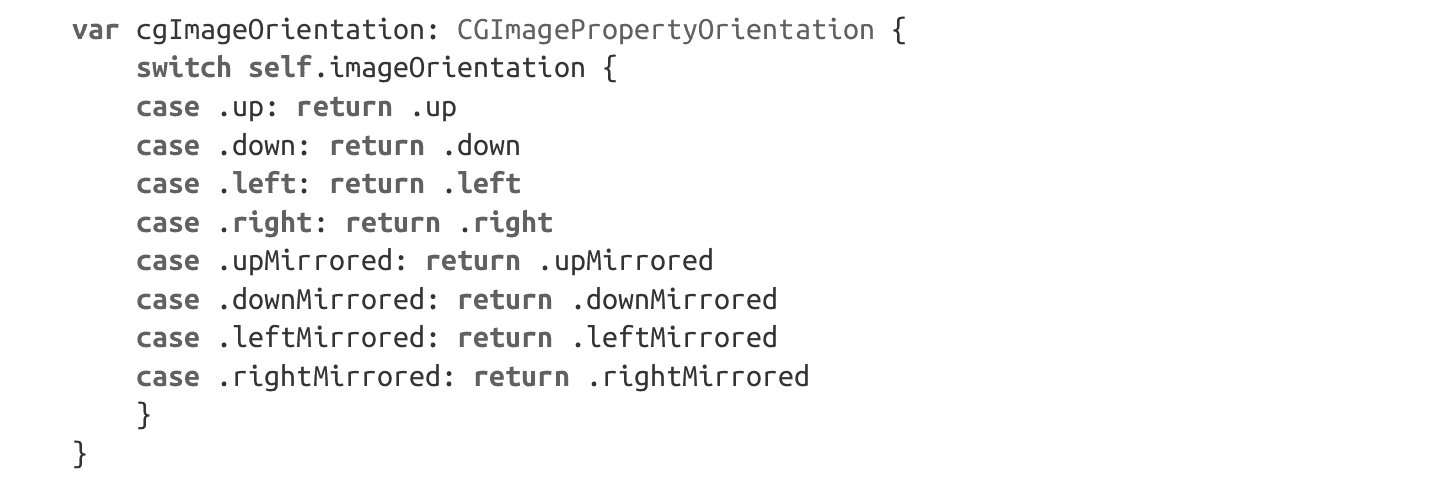 var cgImageOrientation: CGImagePropertyOrientation {
    switch self.imageOrientation {
    case .up: return .up
    case .down: return .down
    case .left: return .left
    case .right: return .right
    case .upMirrored: return .upMirrored
    case .downMirrored: return .downMirrored
    case .leftMirrored: return .leftMirrored
    case .rightMirrored: return .rightMirrored
    }
}